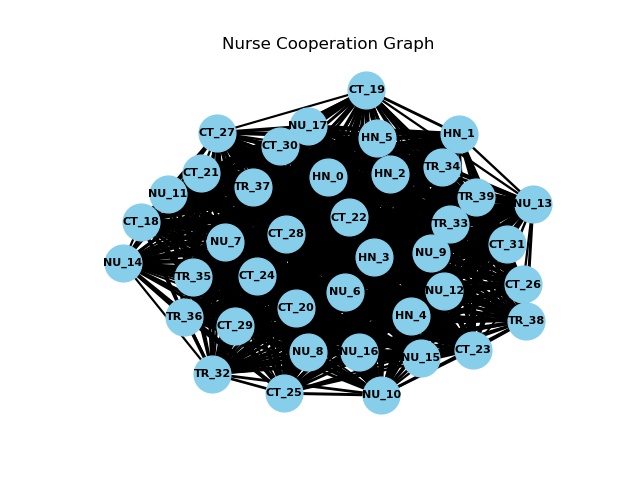 Nurse Cooperation Graph
CT_19
NU_17
CT_27
HN_1
HN_5
CT_30
TR_34
CT_21
HN_2
HN_0
TR_37
NU_11
TR_39
NU_13
CT_22
CT_18
TR_33
CT_28
NU_7
CT_31
NU_9
HN_3
NU_14
CT_24
TR_35
CT_26
NU_6
NU_12
CT_20
HN_4
TR_36
TR_38
CT_29
CT_23
NU_8
NU_16
NU_15
TR_32
CT_25
NU_10